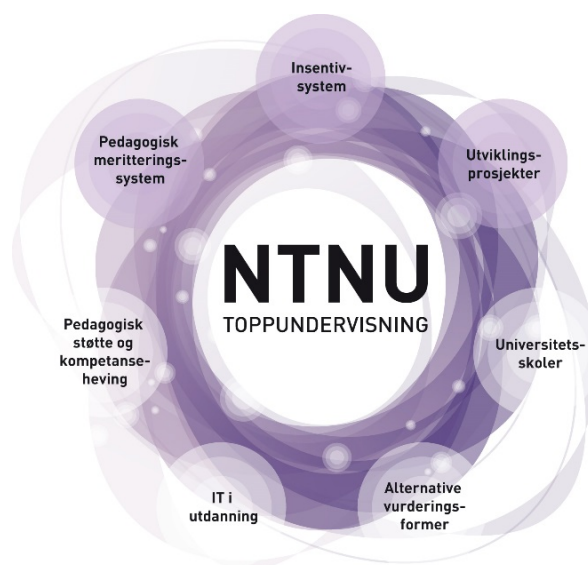 Insentiv-
system
Utviklings-
prosjekter
Universitets-
skoler
Alternative
vurderings-
former
IT i
utdanning
Pedagogisk
støtte og
kompetanse-
heving
Pedagogisk
meritterings-
system
NTNU
TOPPUNDERVISNING